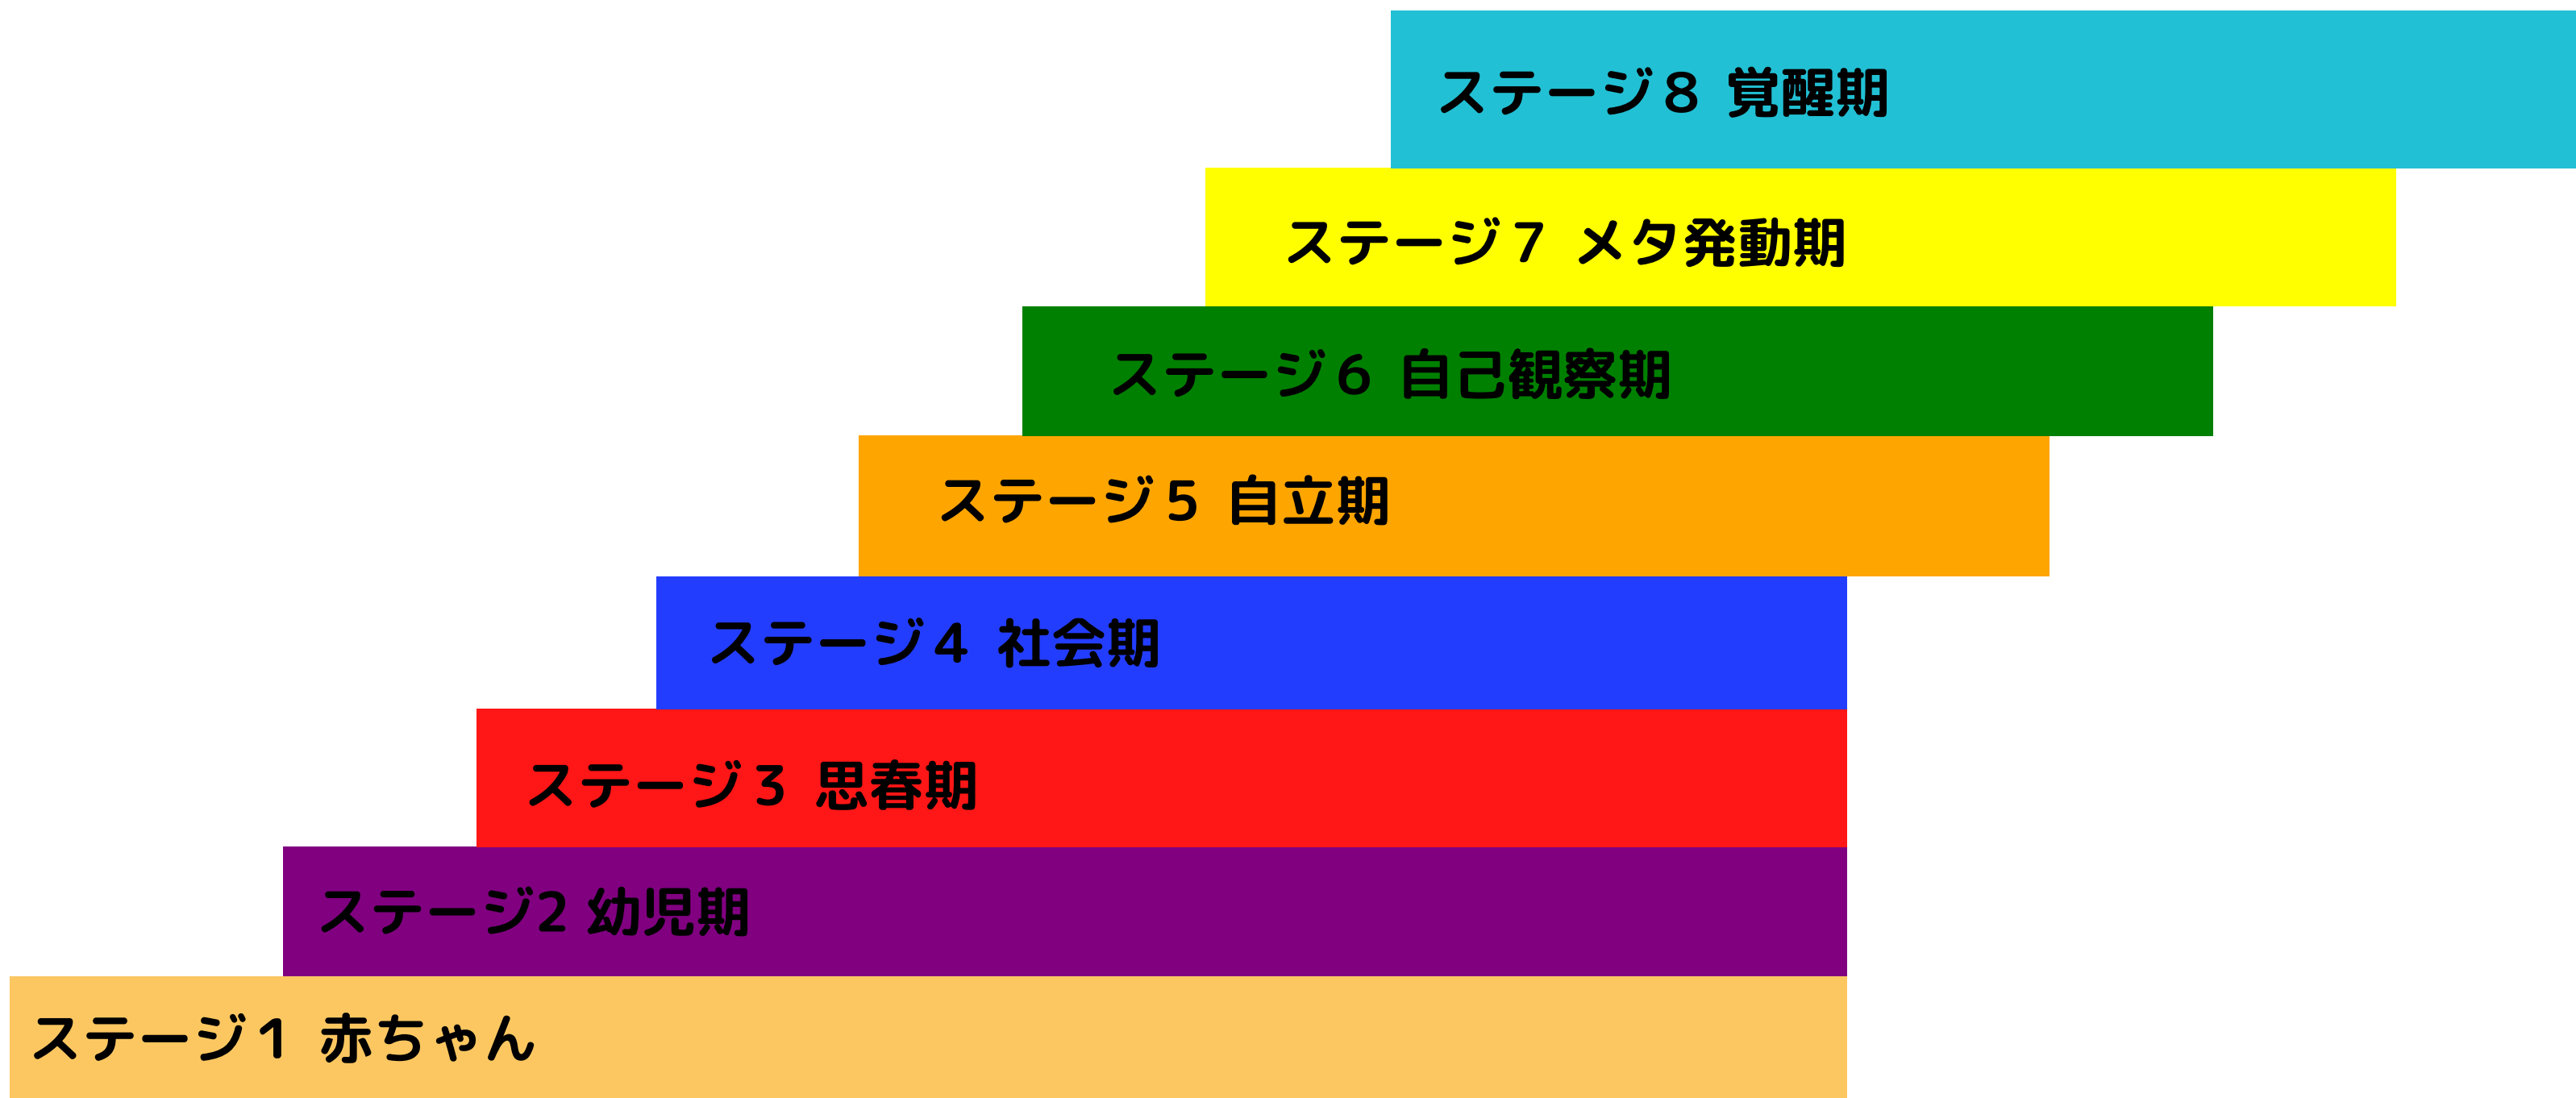 ステージ８ 覚醒期
ステージ７ メタ発動期
ステージ６ 自己観察期
ステージ５ 自立期
ステージ４ 社会期
ステージ３ 思春期
ステージ2 幼児期
ステージ１ 赤ちゃん